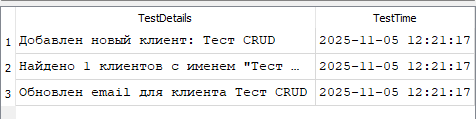 TestDetails TestTime
1 Добавлен новый клиент: Тест CRUD 2025-11-05 12:21:17
2 Найдено 1 клиентов с именем "Тест … 2025-11-05 12:21:17
3 Обновлен email для клиента Тест CRUD 2025-11-05 12:21:17